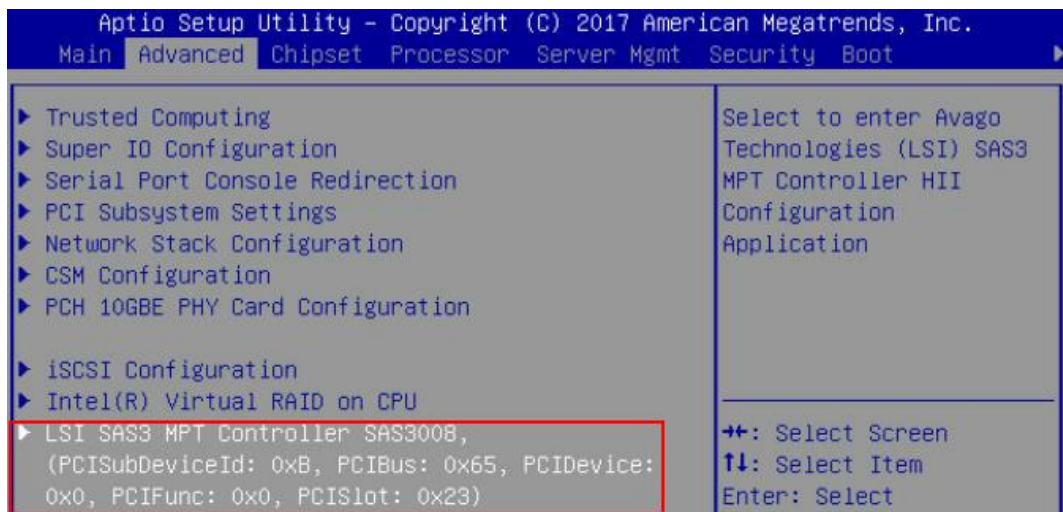 Aptio Setup Utility – Copyright (C) 2017 American Megatrends, Inc.
Main Advanced Chipset Processor Server Mgmt Security Boot
Trusted Computing
Super IO Configuration
Serial Port Console Redirection
PCI Subsystem Settings
Network Stack Configuration
CSM Configuration
PCH 10GBE PHY Card Configuration
iSCSI Configuration
Intel(R) Virtual RAID on CPU
LSI SAS3 MPT Controller SAS3008,
(PCISubDeviceId: 0xB, PCIBus: 0x65, PCIDevice:
0x0, PCIFunc: 0x0, PCISlot: 0x23)
Select to enter Avago
Technologies (LSI) SAS3
MPT Controller HII
Configuration
Application
→←: Select Screen
↑↓: Select Item
Enter: Select